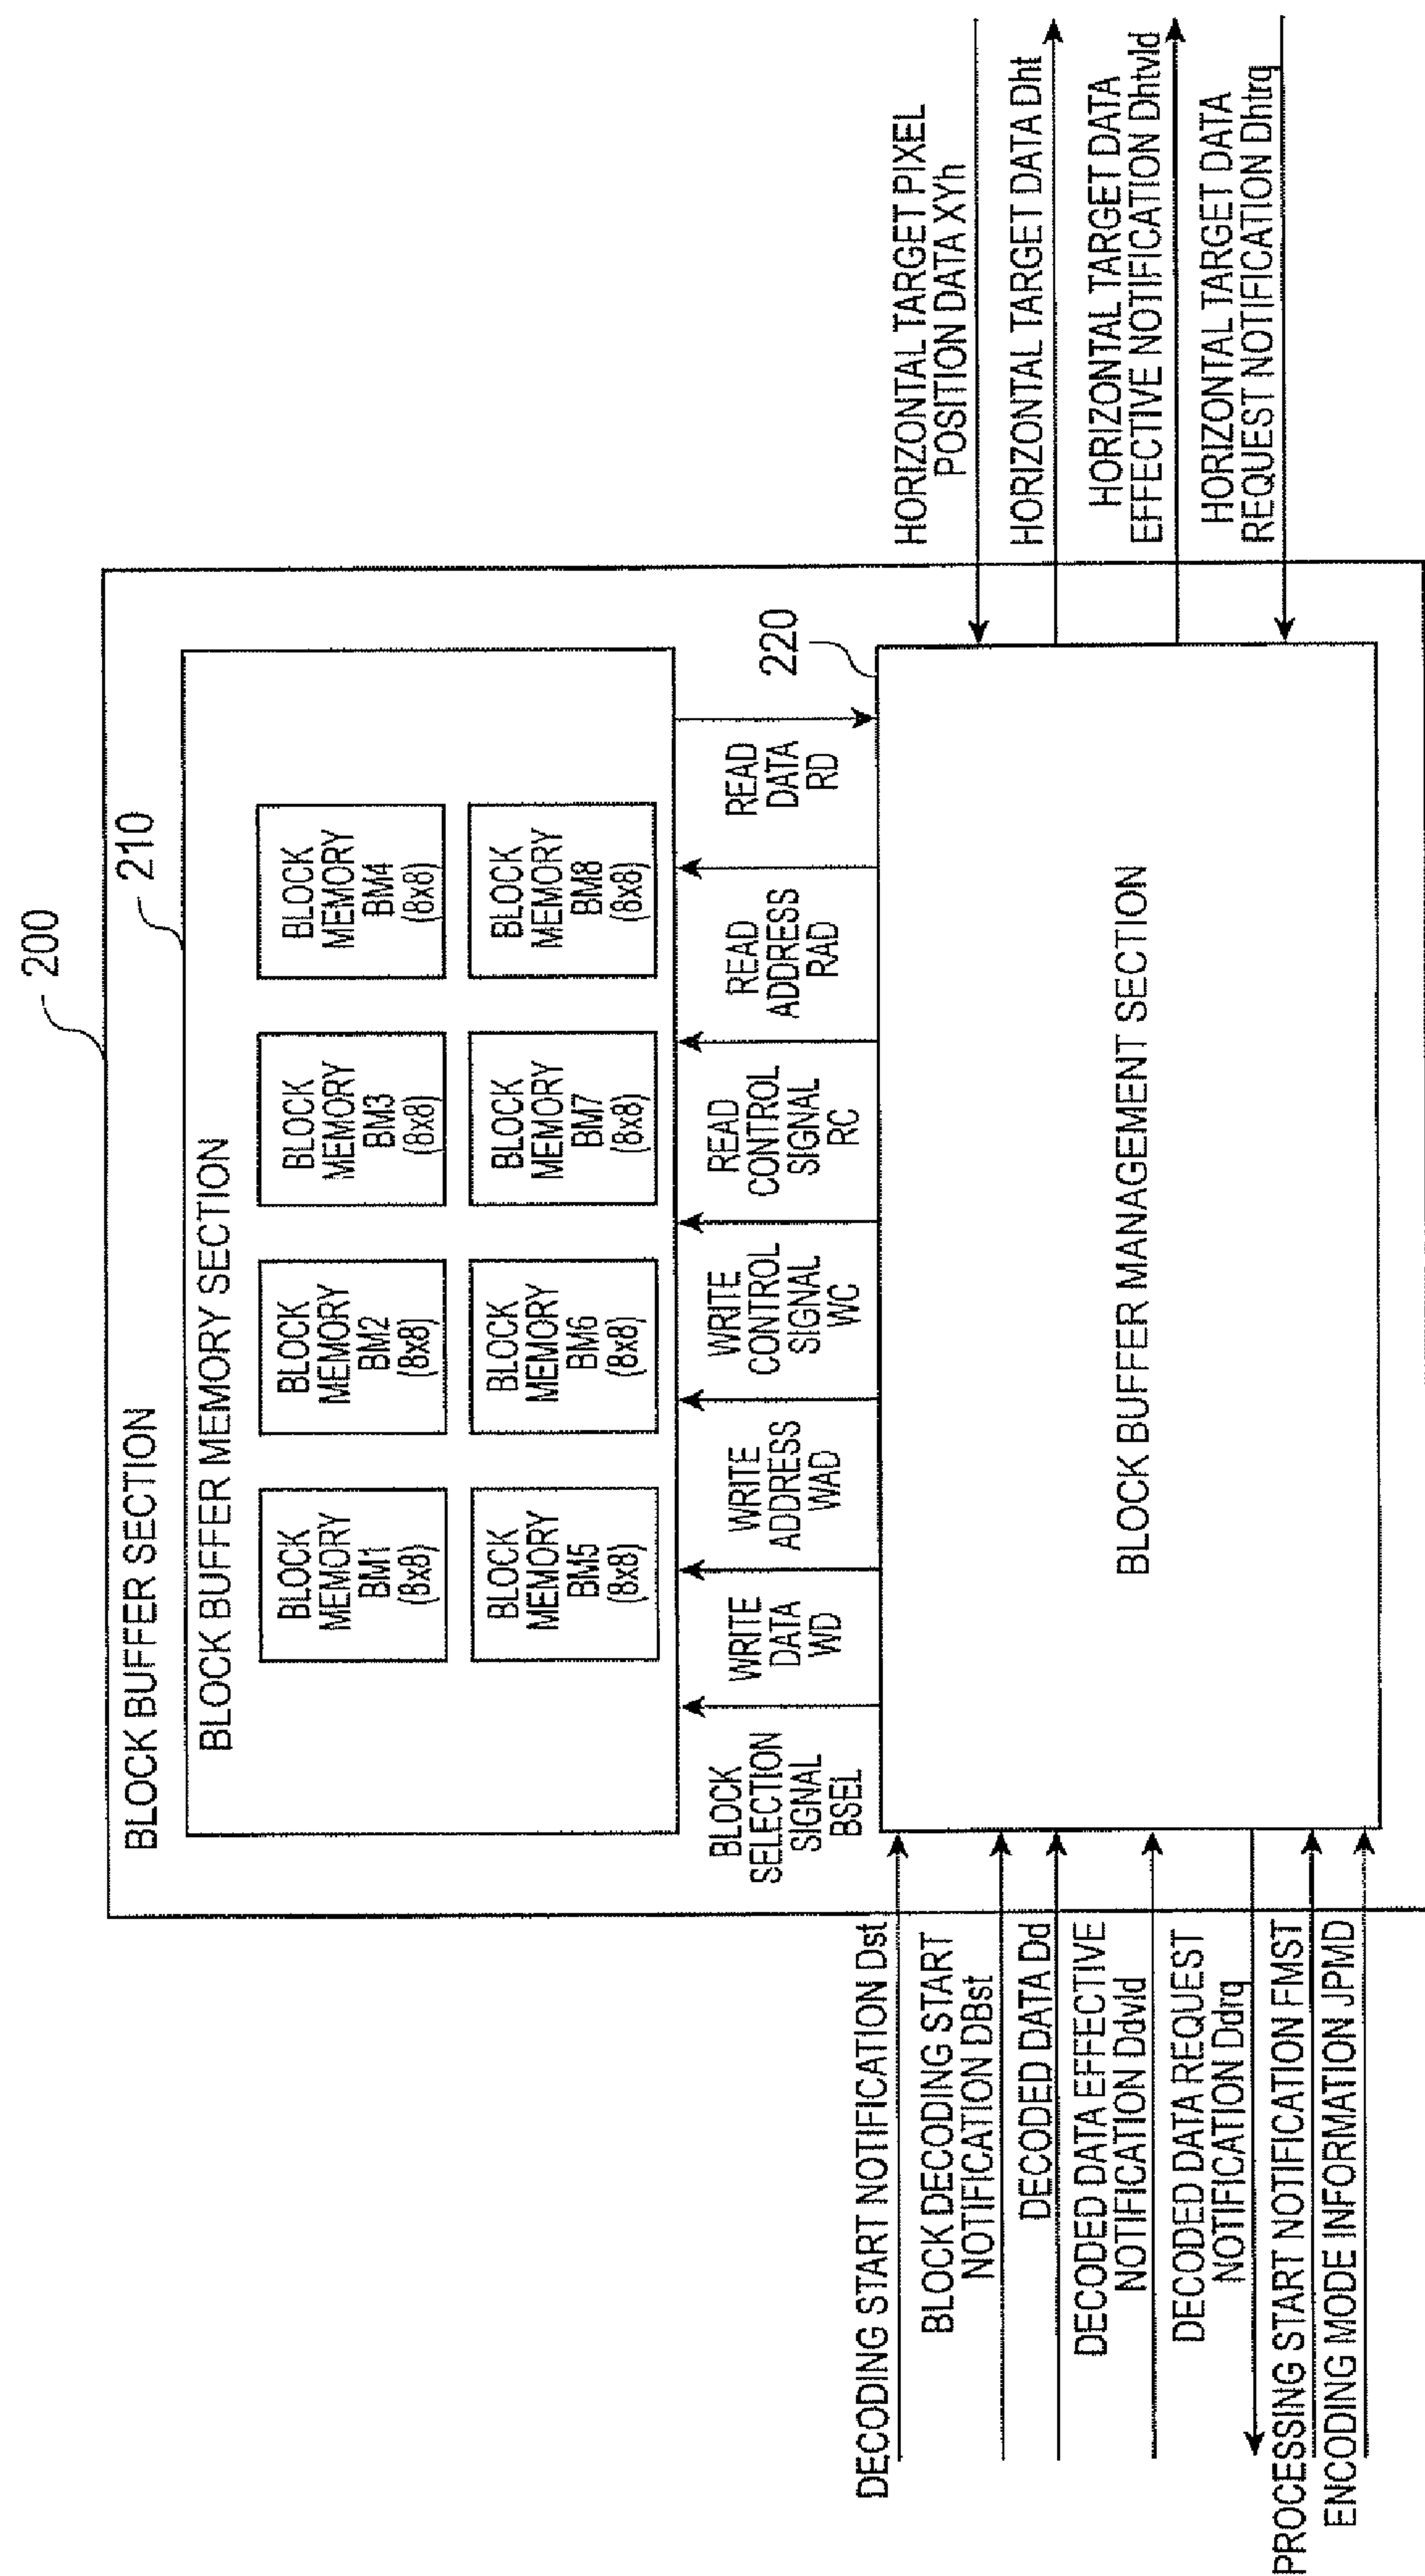 200
BLOCK BUFFER SECTION
210
BLOCK BUFFER MEMORY SECTION
BLOCK
MEMORY
BM1
(8x8)
BLOCK
MEMORY
BM2
(8x8)
BLOCK
MEMORY
BM3
(8x8)
BLOCK
MEMORY
BM4
(8x8)
BLOCK
MEMORY
BM5
(8x8)
BLOCK
MEMORY
BM6
(8x8)
BLOCK
MEMORY
BM7
(8x8)
BLOCK
MEMORY
BM8
(8x8)
BLOCK
SELECTION
SIGNAL
BSEL
WRITE
DATA
WD
WRITE
ADDRESS
WAD
WRITE
CONTROL
SIGNAL
WC
READ
CONTROL
SIGNAL
RC
READ
ADDRESS
RAD
READ
DATA
RD
220
BLOCK BUFFER MANAGEMENT SECTION
DECODING START NOTIFICATION Dst
BLOCK DECODING START
NOTIFICATION DBst
DECODED DATA Dd
DECODED DATA EFFECTIVE
NOTIFICATION Ddvld
DECODED DATA REQUEST
NOTIFICATION Ddrq
PROCESSING START NOTIFICATION FMST
ENCODING MODE INFORMATION JPMD
HORIZONTAL TARGET PIXEL
POSITION DATA XYh
HORIZONTAL TARGET DATA Dht
HORIZONTAL TARGET DATA
EFFECTIVE NOTIFICATION Dhtvld
HORIZONTAL TARGET DATA
REQUEST NOTIFICATION Dhtrq